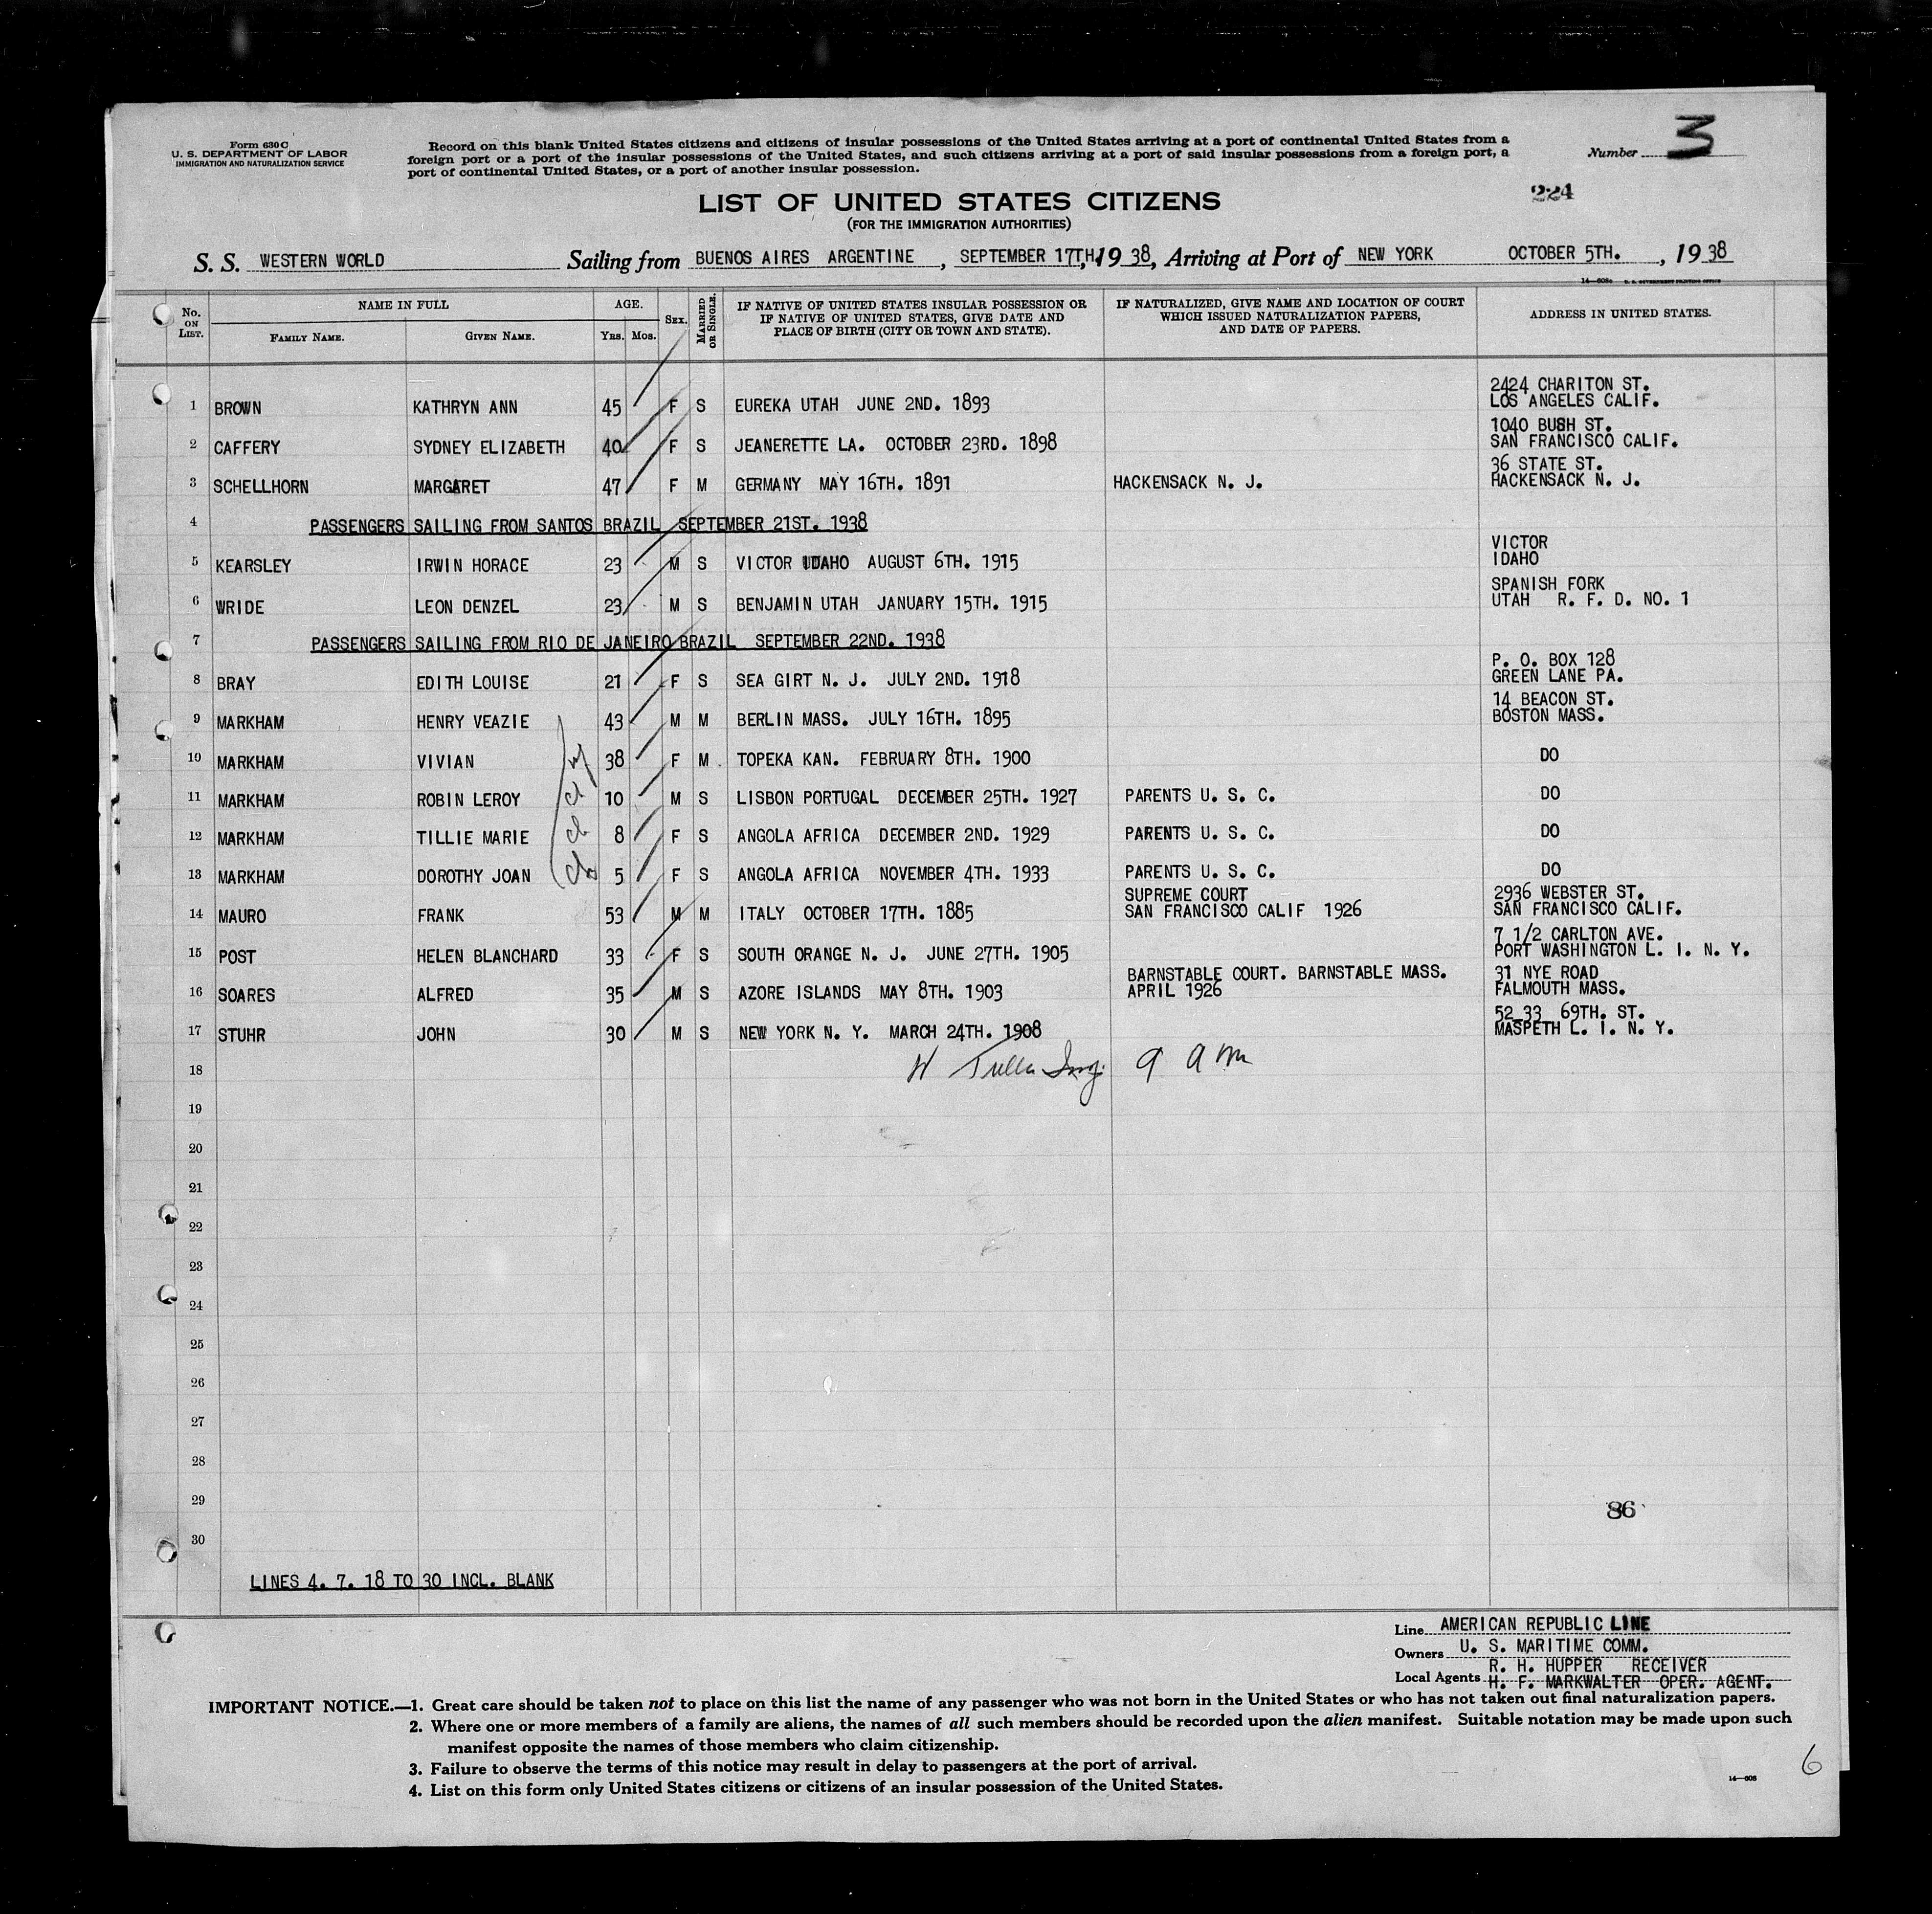 Form 630 C
U. S. DEPARTMENT OF LABOR
IMMIGRATION AND NATURALIZATION SERVICE
Record on this blank United States citizens and citizens of insular possessions of the United States arriving at a port of continental United States from a
foreign port or a port of the insular possessions of the United States, and such citizens arriving at a port of said insular possessions from a foreign port, a
port of continental United States, or a port of another insular possession.
Number 3
224
LIST OF UNITED STATES CITIZENS
(FOR THE IMMIGRATION AUTHORITIES)
S. S. WESTERN WORLD Sailing from BUENOS AIRES ARGENTINE , SEPTEMBER 17TH, 19 38, Arriving at Port of NEW YORK OCTOBER 5TH. , 19 38
No. ON LIST. NAME IN FULL AGE. SEX. MARRIED OR SINGLE. IF NATIVE OF UNITED STATES INSULAR POSSESSION OR IF NATIVE OF UNITED STATES, GIVE DATE AND PLACE OF BIRTH (CITY OR TOWN AND STATE). IF NATURALIZED, GIVE NAME AND LOCATION OF COURT WHICH ISSUED NATURALIZATION PAPERS, AND DATE OF PAPERS. ADDRESS IN UNITED STATES.
FAMILY NAME. GIVEN NAME. YRS. MOS.
2424 CHARITON ST.
1 BROWN KATHRYN ANN 45 F S EUREKA UTAH JUNE 2ND. 1893 LOS ANGELES CALIF.
1040 BUSH ST.
2 CAFFERY SYDNEY ELIZABETH 40 F S JEANERETTE LA. OCTOBER 23RD. 1898 SAN FRANCISCO CALIF.
36 STATE ST.
3 SCHELLHORN MARGARET 47 F M GERMANY MAY 16TH. 1891 HACKENSACK N. J. HACKENSACK N. J.
4 PASSENGERS SAILING FROM SANTOS BRAZIL SEPTEMBER 21ST. 1938
VICTOR
5 KEARSLEY IRWIN HORACE 23 M S VICTOR IDAHO AUGUST 6TH. 1915 IDAHO
SPANISH FORK
6 WRIDE LEON DENZEL 23 M S BENJAMIN UTAH JANUARY 15TH. 1915 UTAH R. F. D. NO. 1
7 PASSENGERS SAILING FROM RIO DE JANEIRO BRAZIL SEPTEMBER 22ND. 1938
P. O. BOX 128
8 BRAY EDITH LOUISE 21 F S SEA GIRT N. J. JULY 2ND. 1918 GREEN LANE PA.
14 BEACON ST.
9 MARKHAM HENRY VEAZIE 43 M M BERLIN MASS. JULY 16TH. 1895 BOSTON MASS.
10 MARKHAM VIVIAN 38 F M TOPEKA KAN. FEBRUARY 8TH. 1900 DO
11 MARKHAM ROBIN LEROY 10 M S LISBON PORTUGAL DECEMBER 25TH. 1927 PARENTS U. S. C. DO
12 MARKHAM TILLIE MARIE 8 F S ANGOLA AFRICA DECEMBER 2ND. 1929 PARENTS U. S. C. DO
13 MARKHAM DOROTHY JOAN 5 F S ANGOLA AFRICA NOVEMBER 4TH. 1933 PARENTS U. S. C. DO
SUPREME COURT 2936 WEBSTER ST.
14 MAURO FRANK 53 M M ITALY OCTOBER 17TH. 1885 SAN FRANCISCO CALIF 1926 SAN FRANCISCO CALIF.
7 1/2 CARLTON AVE.
15 POST HELEN BLANCHARD 33 F S SOUTH ORANGE N. J. JUNE 27TH. 1905 PORT WASHINGTON L. I. N. Y.
BARNSTABLE COURT. BARNSTABLE MASS. 31 NYE ROAD
16 SOARES ALFRED 35 M S AZORE ISLANDS MAY 8TH. 1903 APRIL 1926 FALMOUTH MASS.
52 33 69TH. ST.
17 STUHR JOHN 30 M S NEW YORK N. Y. MARCH 24TH. 1908 MASPETH L. I. N. Y.
18 9 am
19
20
21
22
23
24
25
26
27
28
29
86
30
LINES 4. 7. 18 TO 30 INCL. BLANK
Line AMERICAN REPUBLIC LINE
Owners U. S. MARITIME COMM.
R. H. HUPPER RECEIVER
Local Agents H. F. MARKWALTER OPER. AGENT.
IMPORTANT NOTICE.—1. Great care should be taken not to place on this list the name of any passenger who was not born in the United States or who has not taken out final naturalization papers.
2. Where one or more members of a family are aliens, the names of all such members should be recorded upon the alien manifest. Suitable notation may be made upon such
manifest opposite the names of those members who claim citizenship.
3. Failure to observe the terms of this notice may result in delay to passengers at the port of arrival.
4. List on this form only United States citizens or citizens of an insular possession of the United States.
14—608
6